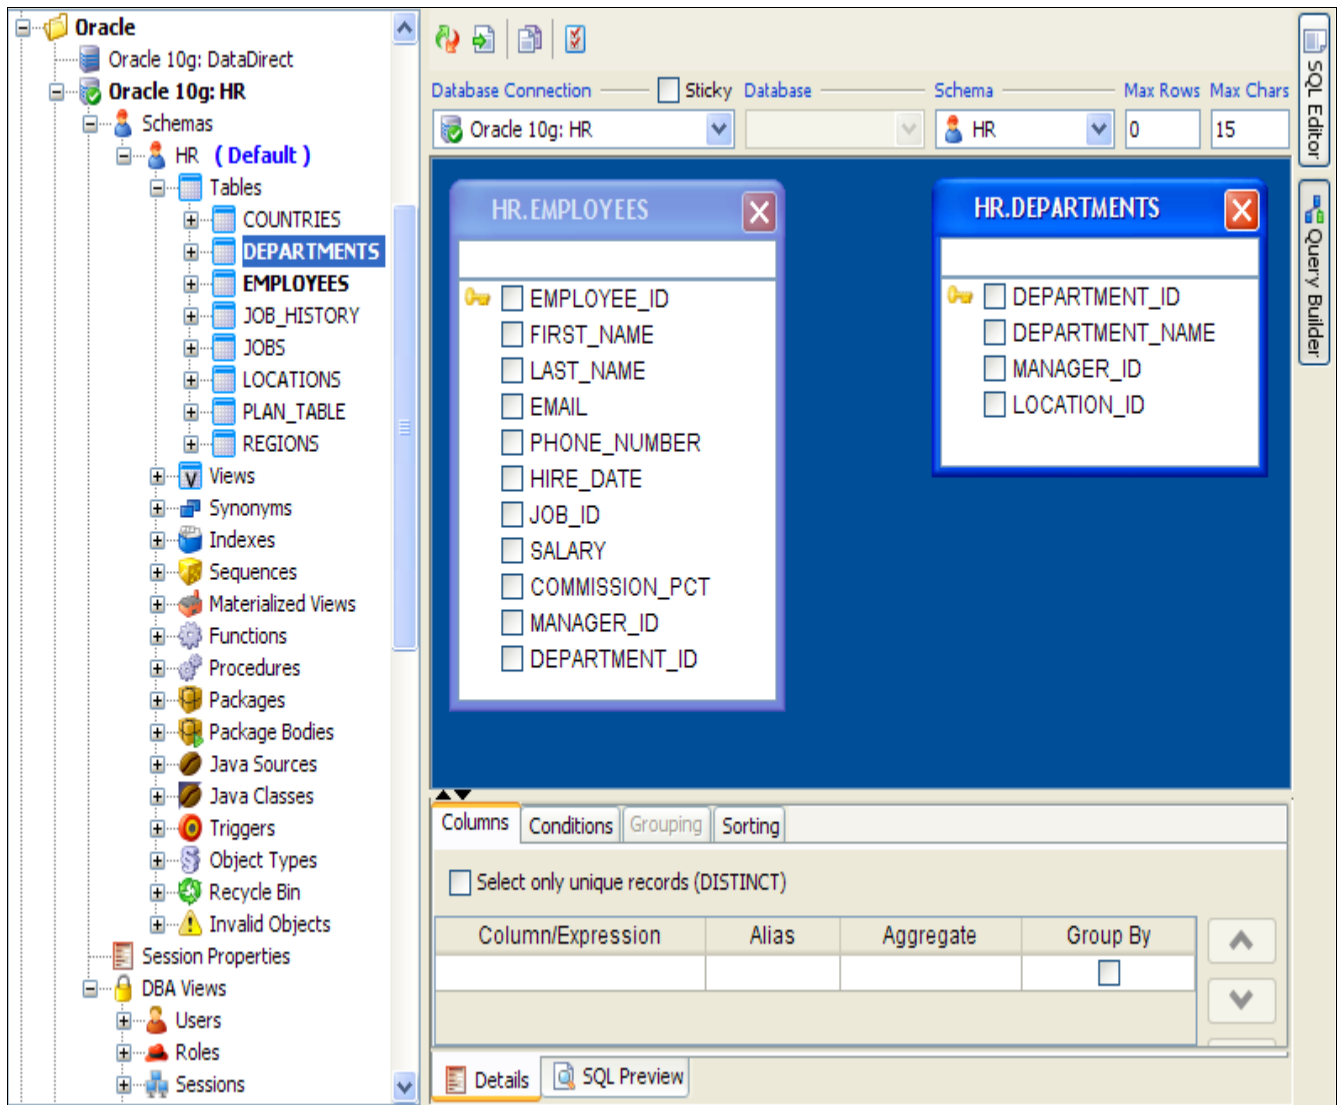 Oracle
Oracle 10g: DataDirect
Oracle 10g: HR
Schemas
HR ( Default )
Tables
COUNTRIES
DEPARTMENTS
EMPLOYEES
JOB_HISTORY
JOBS
LOCATIONS
PLAN_TABLE
REGIONS
Views
Synonyms
Indexes
Sequences
Materialized Views
Functions
Procedures
Packages
Package Bodies
Java Sources
Java Classes
Triggers
Object Types
Recycle Bin
Invalid Objects
Session Properties
DBA Views
Users
Roles
Sessions
Database Connection Sticky Database Schema Max Rows Max Chars
Oracle 10g: HR HR 0 15
HR.EMPLOYEES
EMPLOYEE_ID
FIRST_NAME
LAST_NAME
EMAIL
PHONE_NUMBER
HIRE_DATE
JOB_ID
SALARY
COMMISSION_PCT
MANAGER_ID
DEPARTMENT_ID
HR.DEPARTMENTS
DEPARTMENT_ID
DEPARTMENT_NAME
MANAGER_ID
LOCATION_ID
Columns Conditions Grouping Sorting
Select only unique records (DISTINCT)
Column/Expression Alias Aggregate Group By
Details SQL Preview
SQL Editor
Query Builder